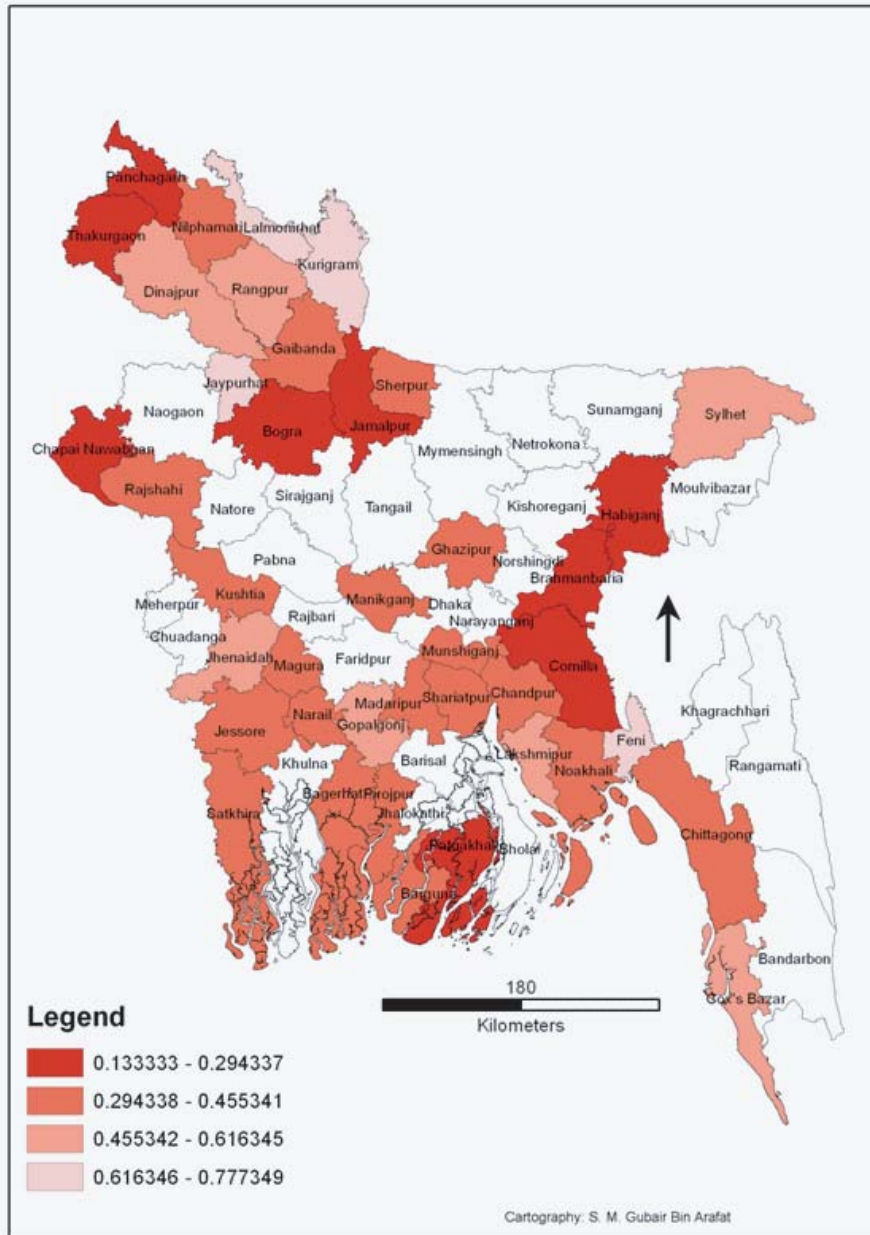 Panchagarh
Thakurgaon
Nilphamari
Lalmonirhat
Kurigram
Dinajpur
Rangpur
Gaibanda
Jaypurhat
Sherpur
Naogaon
Bogra
Jamalpur
Sunamganj
Sylhet
Chapai Nawabgan
Mymensingh
Netrokona
Rajshahi
Natore
Sirajganj
Tangail
Kishoreganj
Habiganj
Moulvibazar
Pabna
Ghazipur
Norshingdi
Brahmanbaria
Kushtia
Manikganj
Dhaka
Meherpur
Rajbari
Narayanganj
Chuadanga
Jhenaidah
Magura
Faridpur
Munshiganj
Comilla
Madaripur
Shariatpur
Chandpur
Khagrachhari
Jessore
Narail
Gopalgonj
Feni
Rangamati
Khulna
Barisal
Lakshmipur
Noakhali
Satkhira
Bagerhat
Pirojpur
Jhalokathi
Chittagong
Bhola
Barguna
Bandarbon
Cox's Bazar
180
Kilometers
Legend
0.133333 - 0.294337
0.294338 - 0.455341
0.455342 - 0.616345
0.616346 - 0.777349
Cartography: S. M. Gubair Bin Arafat